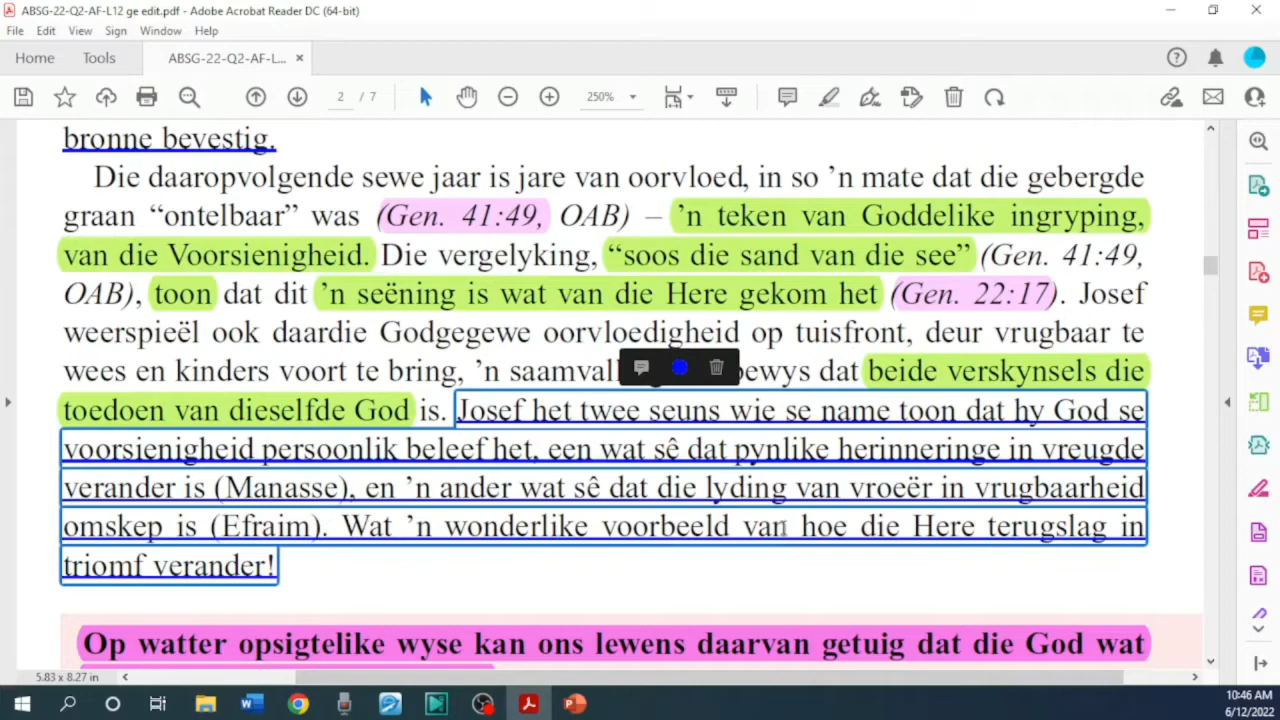 ABSG-22-Q2-AF-L12 ge edit.pdf - Adobe Acrobat Reader DC (64-bit)
File Edit View Sign Window Help
Home Tools ABSG-22-Q2-AF-L... ×
2 / 7 250%
bronne bevestig.
Die daaropvolgende sewe jaar is jare van oorvloed, in so ’n mate dat die gebergde
graan “ontelbaar” was (Gen. 41:49, OAB) – ’n teken van Goddelike ingryping,
van die Voorsienigheid. Die vergelyking, “soos die sand van die see” (Gen. 41:49,
OAB), toon dat dit ’n seëning is wat van die Here gekom het (Gen. 22:17). Josef
weerspieël ook daardie Godgegewe oorvloedigheid op tuisfront, deur vrugbaar te
wees en kinders voort te bring, ’n dat beide verskynsels die
toedoen van dieselfde God is. Josef het twee seuns wie se name toon dat hy God se
voorsienigheid persoonlik beleef het, een wat sê dat pynlike herinneringe in vreugde
verander is (Manasse), en ’n ander wat sê dat die lyding van vroeër in vrugbaarheid
omskep is (Efraim). Wat ’n wonderlike voorbeeld van hoe die Here terugslag in
triomf verander!
Op watter opsigtelike wyse kan ons lewens daarvan getuig dat die God wat
5.83 x 8.27 in
10:46 AM
6/12/2022